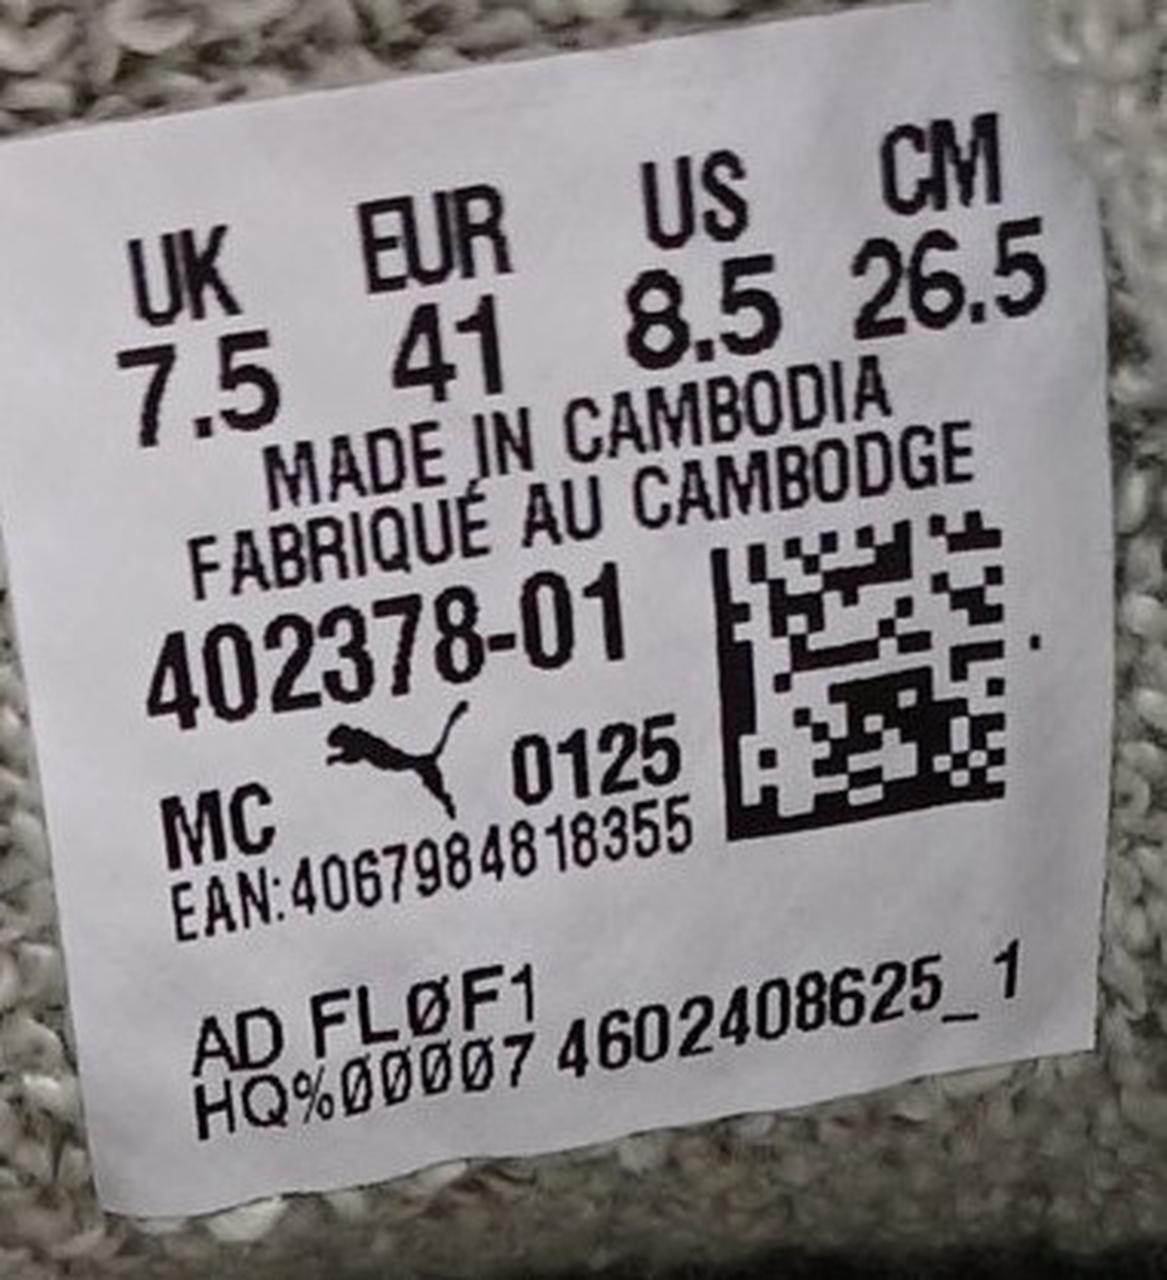 UK EUR US CM
7.5 41 8.5 26.5
MADE IN CAMBODIA
FABRIQUÉ AU CAMBODGE
402378-01
MC 0125
EAN:4067984818355
AD FLØF1
HQ%00007 4602408625_1